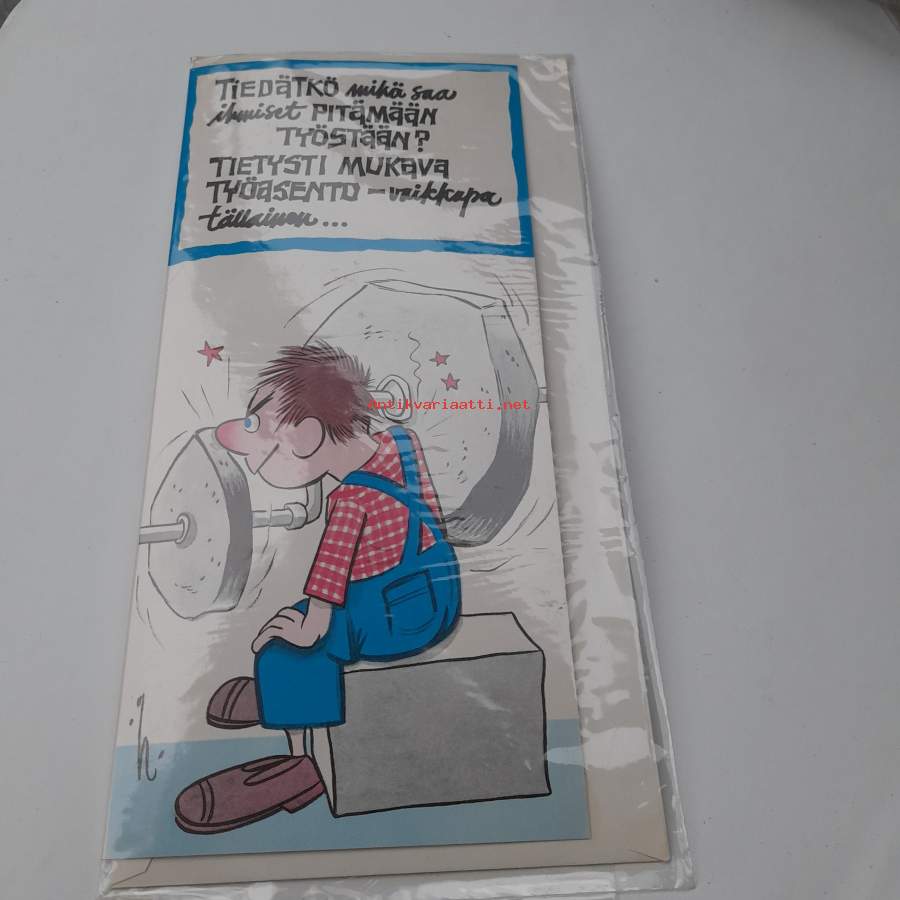 TIEDÄTKÖ mikä saa
ihmiset PITÄMÄÄN
TYÖSTÄÄN?
TIETYSTI MUKAVA
TYÖASENTO – vaikkapa
tällainen...
Antikvariaatti.net